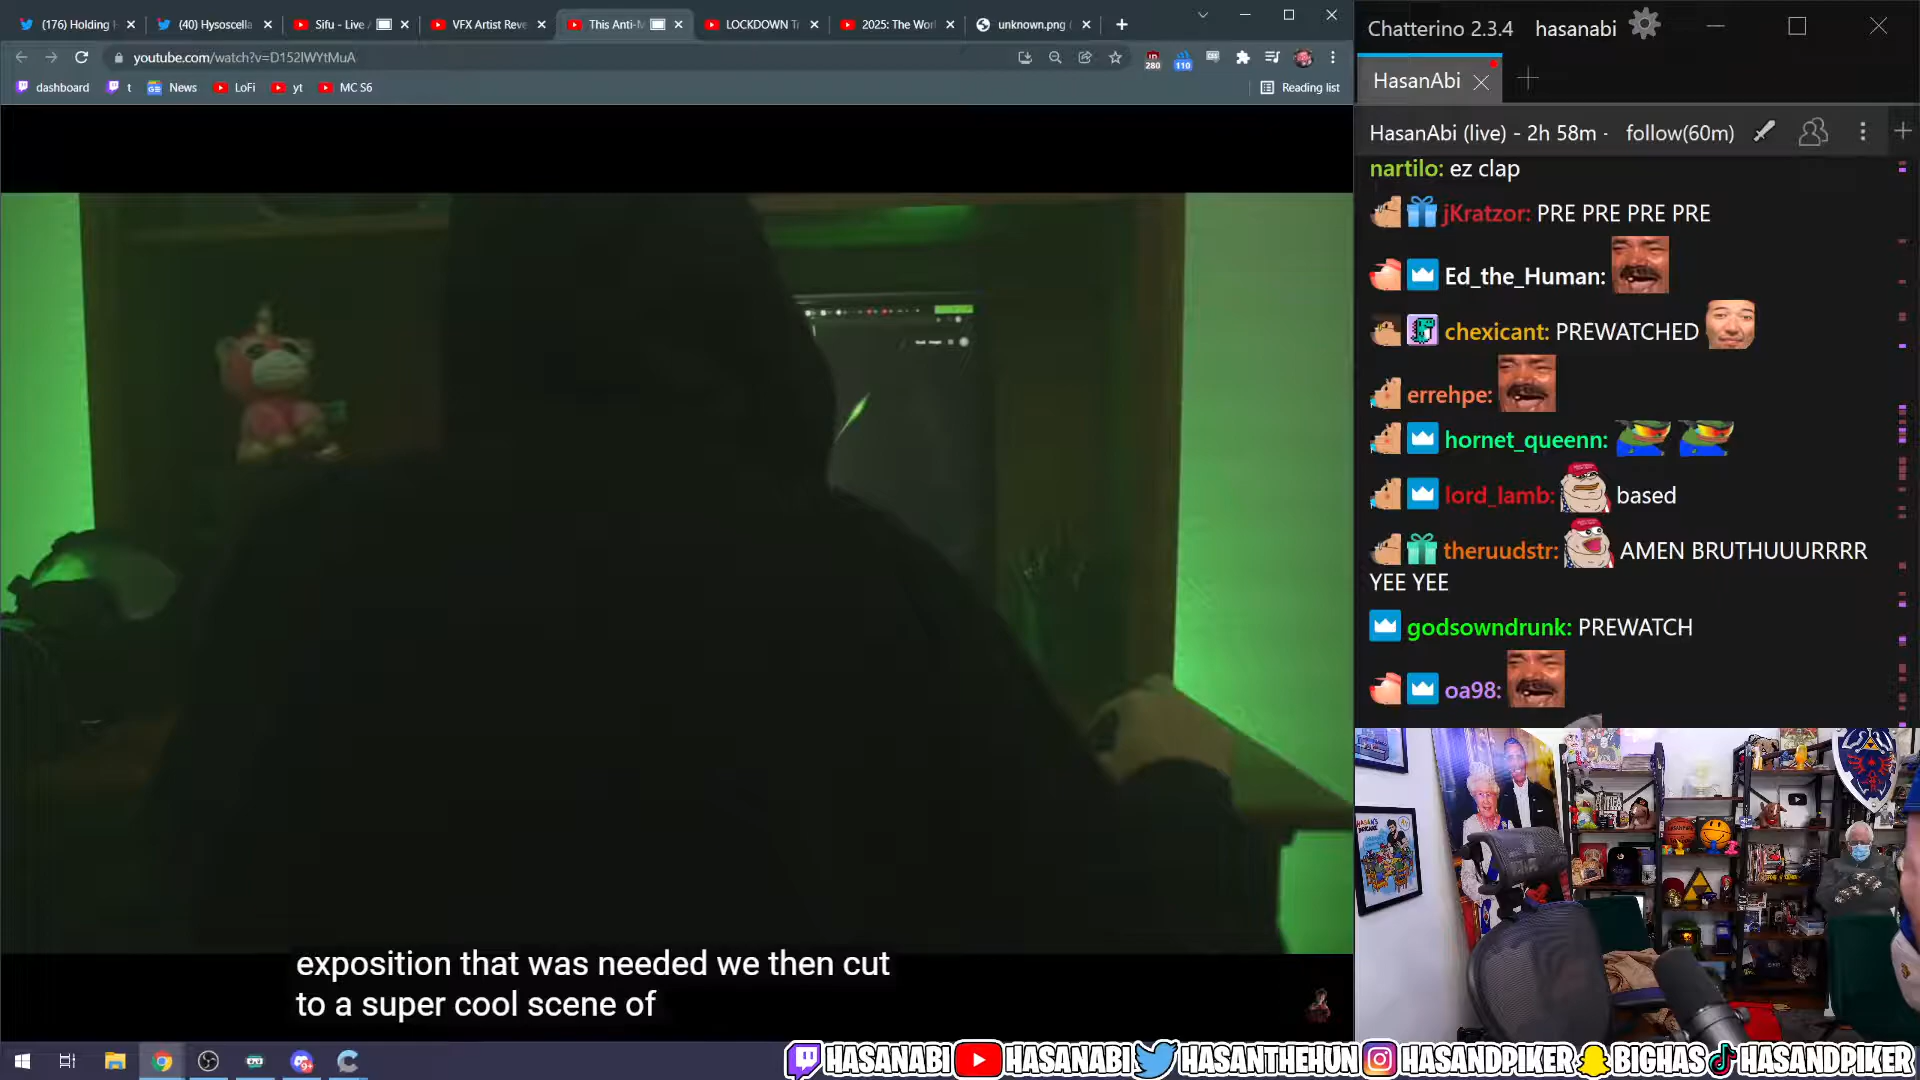 (176) Holding
(40) Hysoscella
Sifu - Live
VFX Artist Reve
This Anti-
LOCKDOWN T
2025: The Worl
unknown.png (
Chatterino 2.3.4 hasanabi
youtube.com/watch?v=D152lWYtMuA
280
110
dashboard
t
News
LoFi
yt
MC S6
Reading list
HasanAbi
HasanAbi (live) - 2h 58m - follow(60m)
nartilo: ez clap
jKratzor: PRE PRE PRE PRE
Ed_the_Human:
chexicant: PREWATCHED
errehpe:
hornet_queenn:
lord_lamb: based
theruudstr: AMEN BRUTHUUURRRR
YEE YEE
godsowndrunk: PREWATCH
oa98:
exposition that was needed we then cut
to a super cool scene of
HASANABI HASANABI HASANTHEHUN HASANDPIKER BIGHAS HASANDPIKER